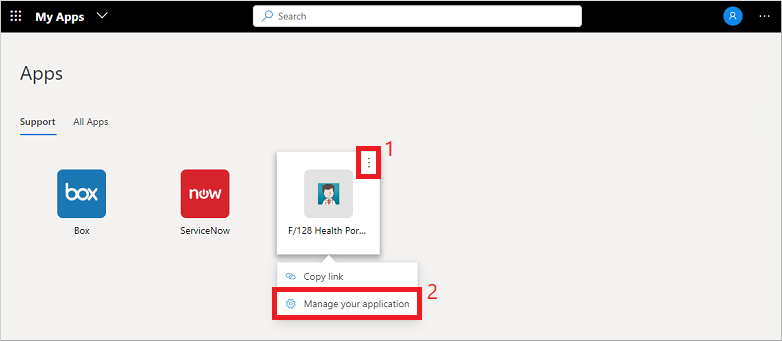 My Apps
Search
Apps
Support
All Apps
1
box
now
Box
ServiceNow
F/128 Health Por...
Copy link
Manage your application
2